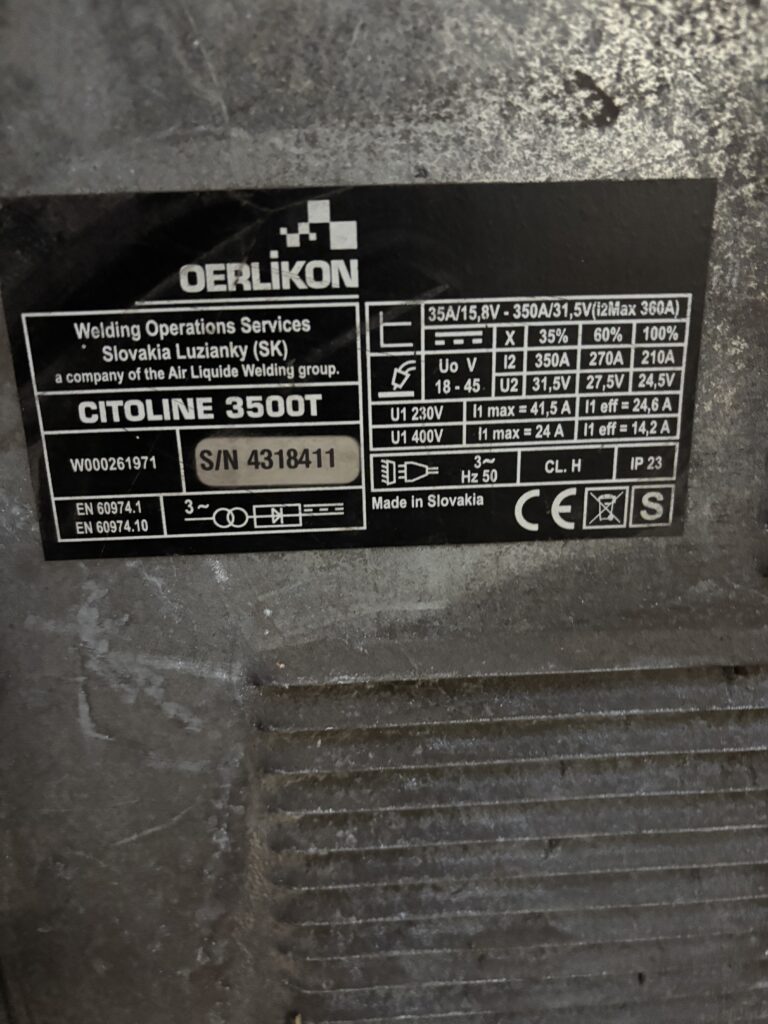 OERLIKON
Welding Operations Services
Slovakia Luzianky (SK)
a company of the Air Liquide Welding group.
CITOLINE 3500T
W000261971
S/N 4318411
EN 60974.1
EN 60974.10
3~
35A/15,8V - 350A/31,5V(i2Max 360A)
X 35% 60% 100%
Uo V
18 - 45
I2 350A 270A 210A
U2 31,5V 27,5V 24,5V
U1 230V I1 max = 41,5 A I1 eff = 24,6 A
U1 400V I1 max = 24 A I1 eff = 14,2 A
3~
Hz 50
CL. H
IP 23
Made in Slovakia
CE
S